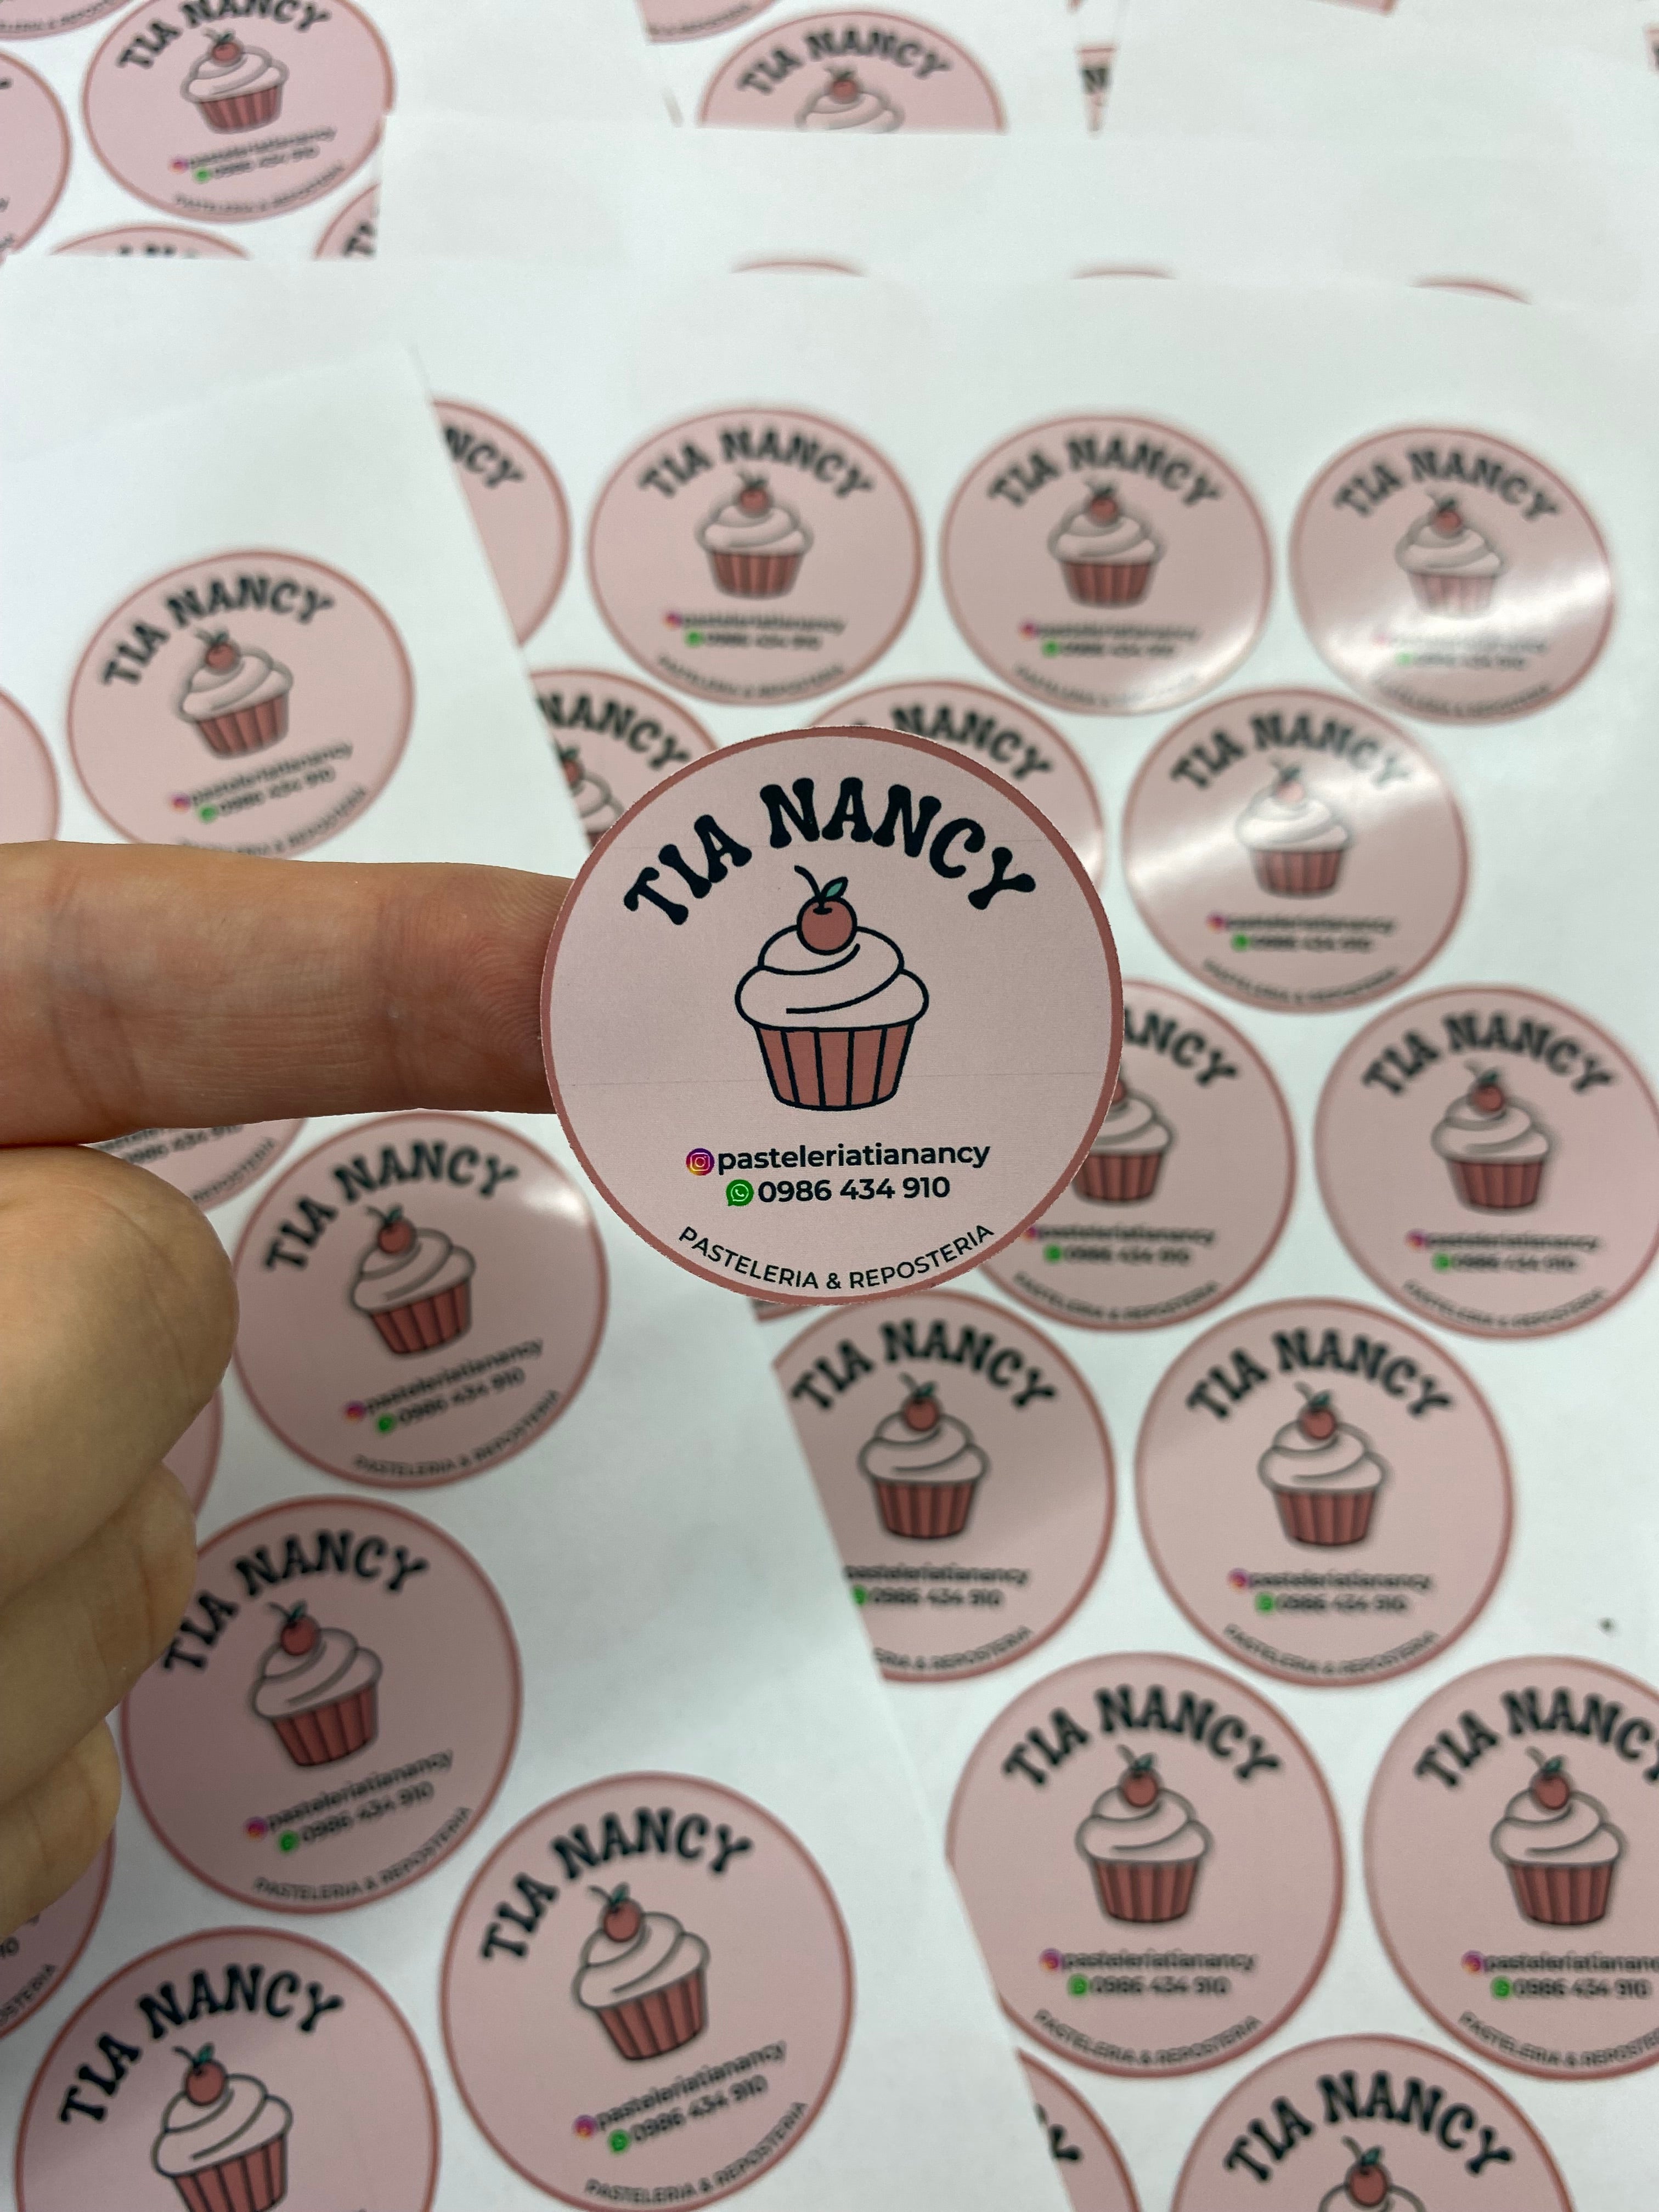 TIA NANCY
@pasteleriatianancy
0986 434 910
PASTELERIA & REPOSTERIA